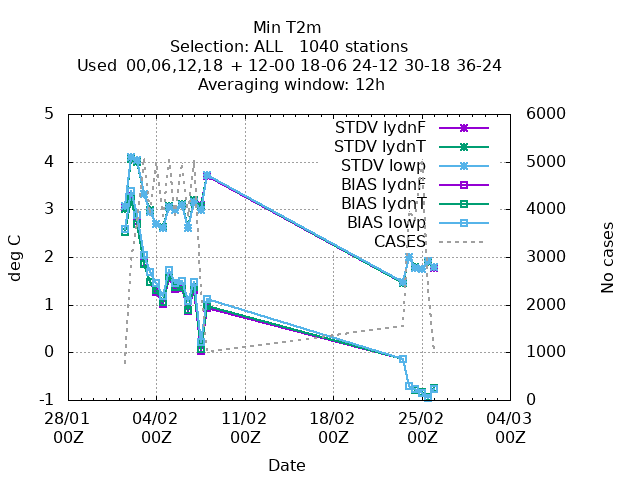 Min T2m
Selection: ALL   1040 stations
Used  00,06,12,18  + 12-00 18-06 24-12 30-18 36-24
Averaging window: 12h
STDV lydnF
STDV lydnT
STDV lowp
BIAS lydnF
BIAS lydnT
BIAS lowp
CASES
5
4
3
2
1
0
-1
deg C
6000
5000
4000
3000
2000
1000
0
No cases
28/01 04/02 11/02 18/02 25/02 04/03
00Z 00Z 00Z 00Z 00Z 00Z
Date